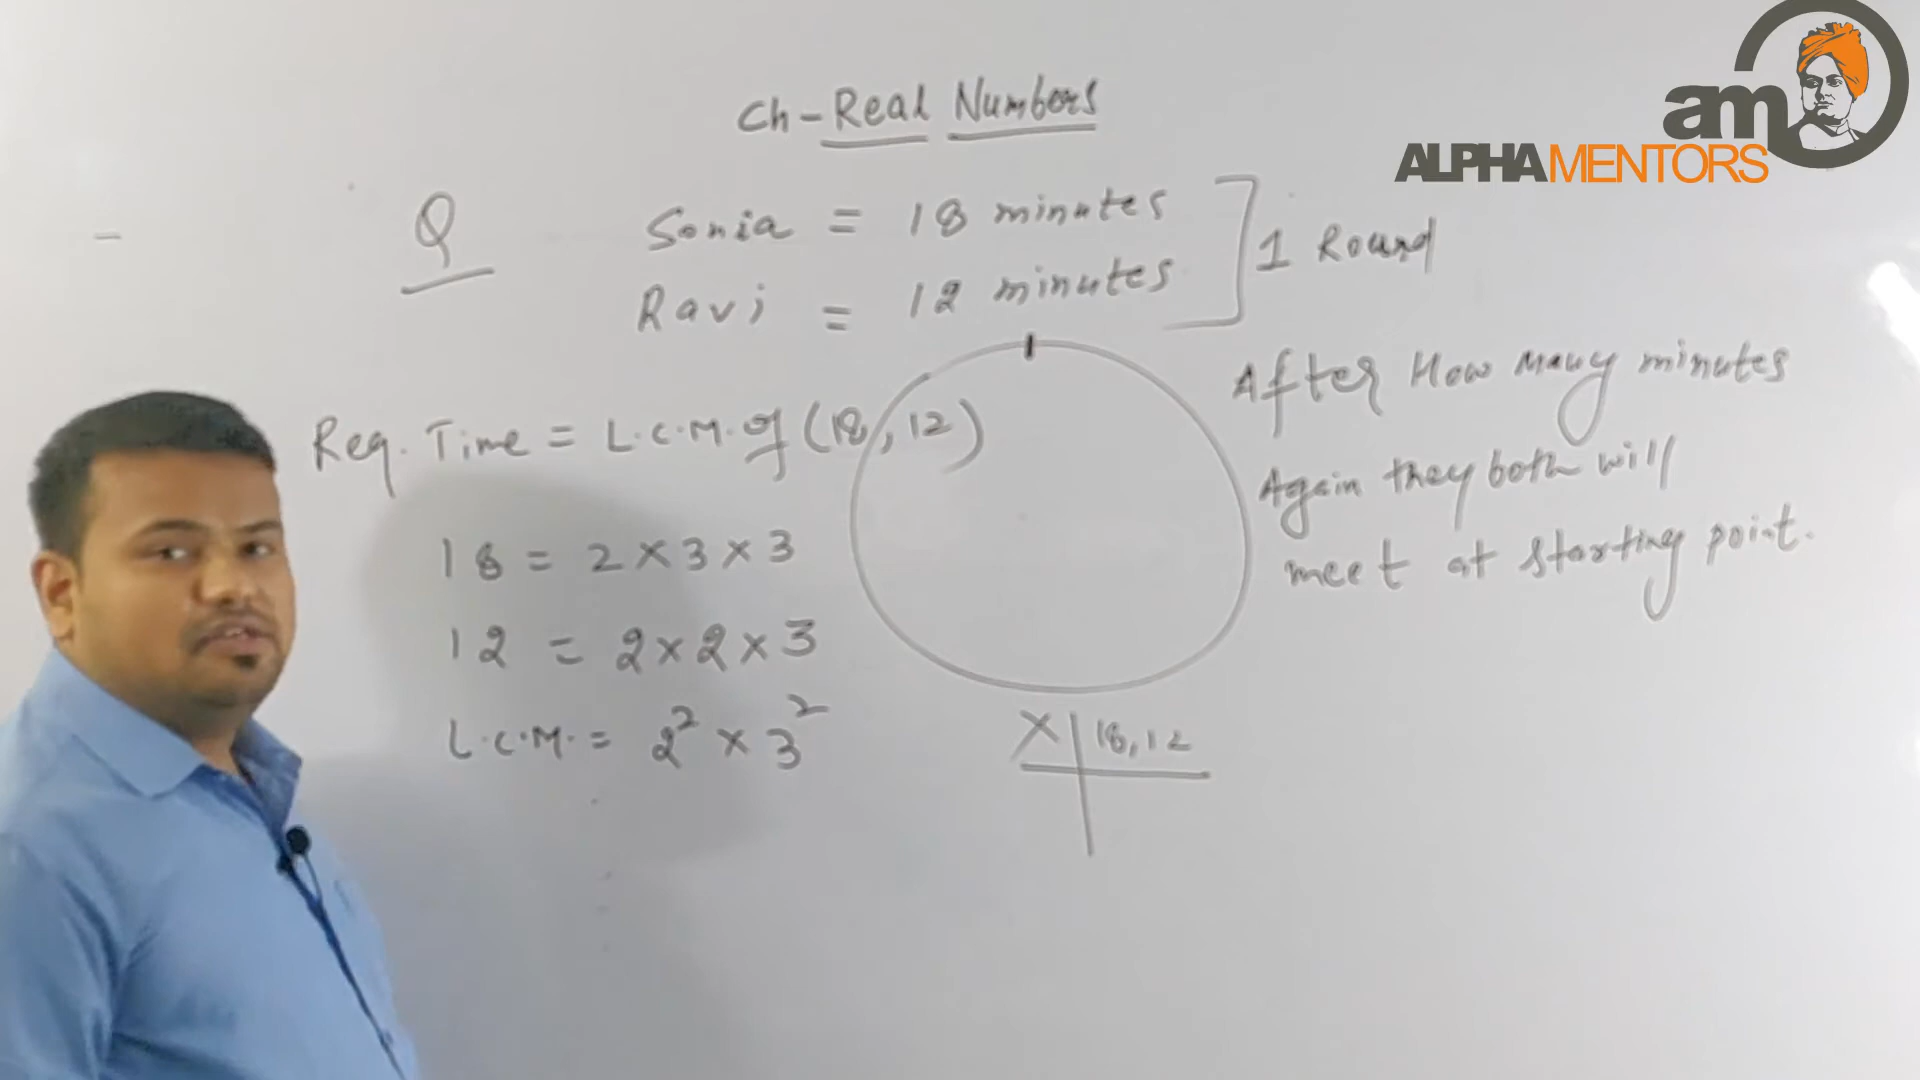 am
ALPHAMENTORS
Ch-Real Numbers
Q
Sonia = 18 minutes
Ravi = 12 minutes
1 Round
After How Many minutes
Again they both will
meet at starting point.
Req. Time = L.C.M. of (18, 12)
18 = 2 × 3 × 3
12 = 2 × 2 × 3
L.C.M. = 2² × 3²
X | 18, 12